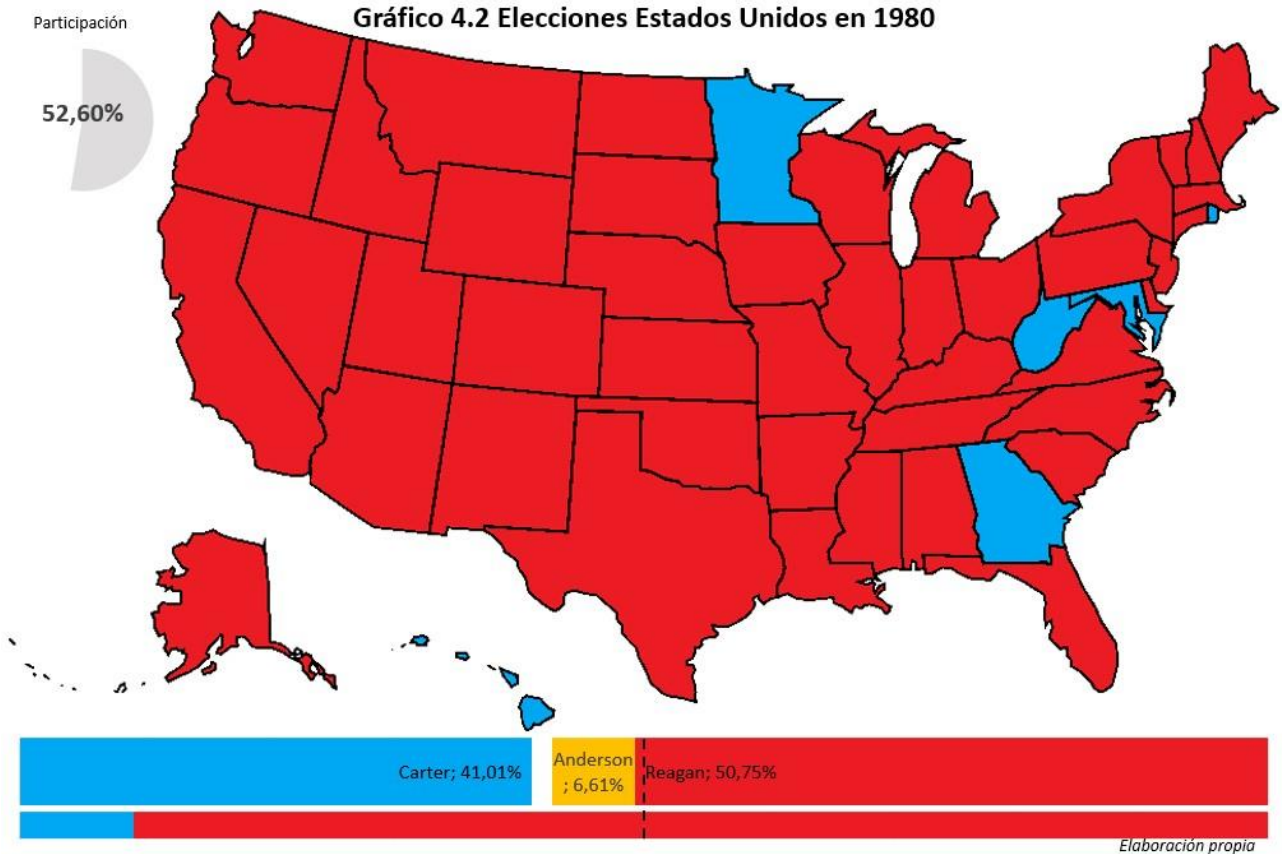 Gráfico 4.2 Elecciones Estados Unidos en 1980
Participación
52,60%
Carter; 41,01%
Anderson
; 6,61%
Reagan; 50,75%
Elaboración propia